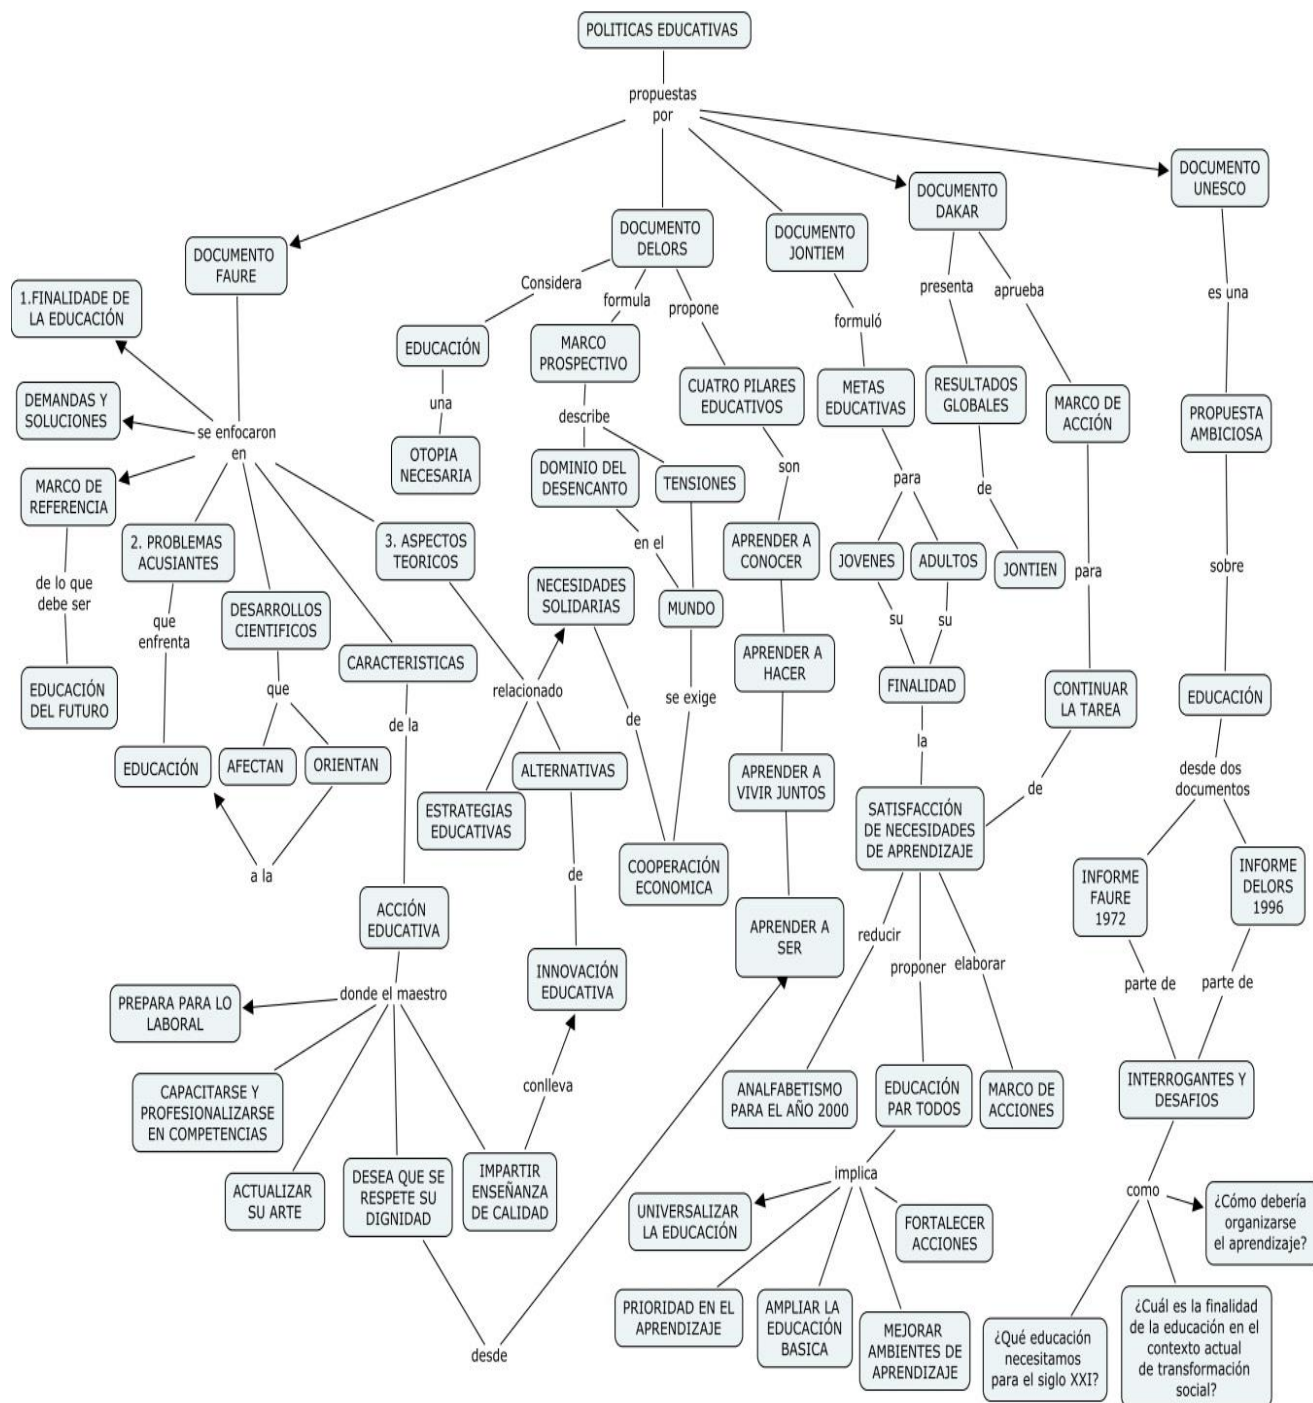 POLITICAS EDUCATIVAS
propuestas
por
DOCUMENTO
FAURE
1.FINALIDADE DE
LA EDUCACIÓN
DEMANDAS Y
SOLUCIONES
se enfocaron
en
MARCO DE
REFERENCIA
de lo que
debe ser
EDUCACIÓN
DEL FUTURO
2. PROBLEMAS
ACUSIANTES
que
enfrenta
EDUCACIÓN
DESARROLLOS
CIENTIFICOS
que
AFECTAN
ORIENTAN
a la
CARACTERISTICAS
de la
ACCIÓN
EDUCATIVA
donde el maestro
PREPARA PARA LO
LABORAL
CAPACITARSE Y
PROFESIONALIZARSE
EN COMPETENCIAS
ACTUALIZAR
SU ARTE
DESEA QUE SE
RESPETE SU
DIGNIDAD
desde
IMPARTIR
ENSEÑANZA
DE CALIDAD
conlleva
3. ASPECTOS
TEORICOS
relacionado
ESTRATEGIAS
EDUCATIVAS
NECESIDADES
SOLIDARIAS
de
ALTERNATIVAS
de
INNOVACIÓN
EDUCATIVA
DOCUMENTO
DELORS
Considera
EDUCACIÓN
una
OTOPIA
NECESARIA
formula
MARCO
PROSPECTIVO
describe
DOMINIO DEL
DESENCANTO
TENSIONES
en el
MUNDO
se exige
COOPERACIÓN
ECONOMICA
propone
CUATRO PILARES
EDUCATIVOS
son
APRENDER A
CONOCER
APRENDER A
HACER
APRENDER A
VIVIR JUNTOS
APRENDER A
SER
DOCUMENTO
JONTIEM
formuló
METAS
EDUCATIVAS
para
JOVENES
ADULTOS
su
su
FINALIDAD
la
SATISFACCIÓN
DE NECESIDADES
DE APRENDIZAJE
reducir
proponer
elaborar
ANALFABETISMO
PARA EL AÑO 2000
EDUCACIÓN
PAR TODOS
MARCO DE
ACCIONES
implica
UNIVERSALIZAR
LA EDUCACIÓN
FORTALECER
ACCIONES
PRIORIDAD EN EL
APRENDIZAJE
AMPLIAR LA
EDUCACIÓN
BASICA
MEJORAR
AMBIENTES DE
APRENDIZAJE
DOCUMENTO
DAKAR
presenta
aprueba
RESULTADOS
GLOBALES
de
JONTIEN
MARCO DE
ACCIÓN
para
CONTINUAR
LA TAREA
de
DOCUMENTO
UNESCO
es una
PROPUESTA
AMBICIOSA
sobre
EDUCACIÓN
desde dos
documentos
INFORME
FAURE
1972
INFORME
DELORS
1996
parte de
parte de
INTERROGANTES Y
DESAFIOS
como
¿Cómo debería
organizarse
el aprendizaje?
¿Qué educación
necesitamos
para el siglo XXI?
¿Cuál es la finalidad
de la educación en el
contexto actual
de transformación
social?